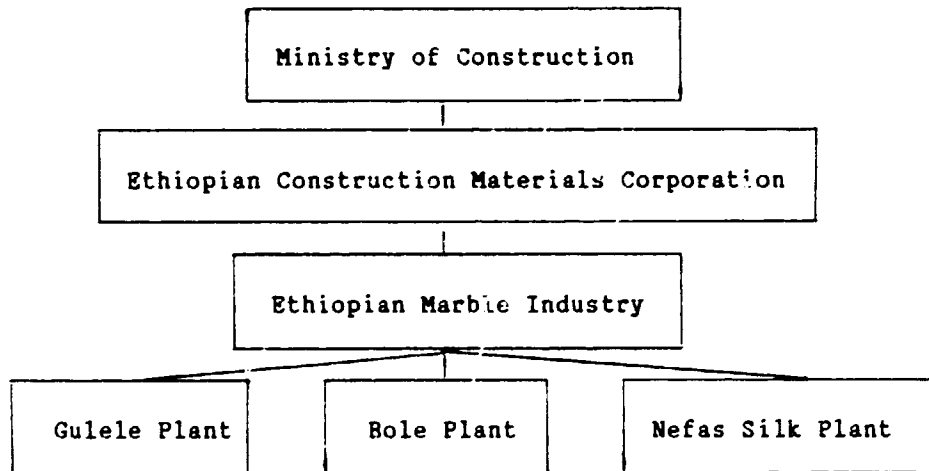 Ministry of Construction
Ethiopian Construction Materials Corporation
Ethiopian Marble Industry
Gulele Plant Bole Plant Nefas Silk Plant